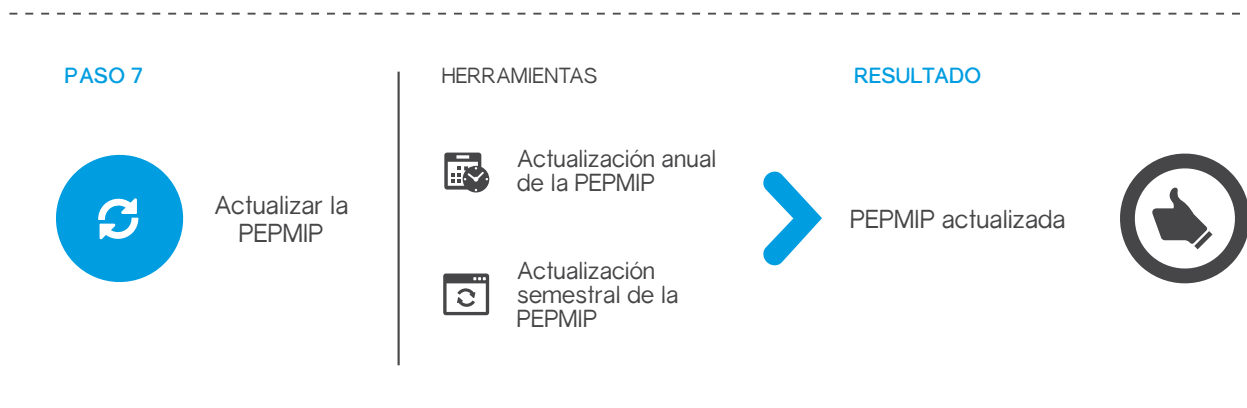 PASO 7
Actualizar la
PEPMIP
HERRAMIENTAS
Actualización anual
de la PEPMIP
Actualización
semestral de la
PEPMIP
RESULTADO
PEPMIP actualizada